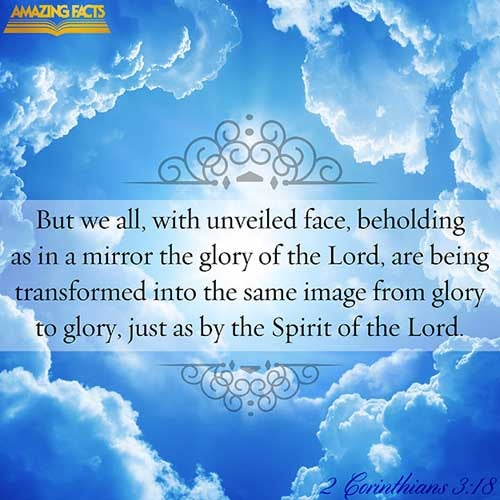 AMAZING FACTS
But we all, with unveiled face, beholding
as in a mirror the glory of the Lord, are being
transformed into the same image from glory
to glory, just as by the Spirit of the Lord.
2 Corinthians 3:18